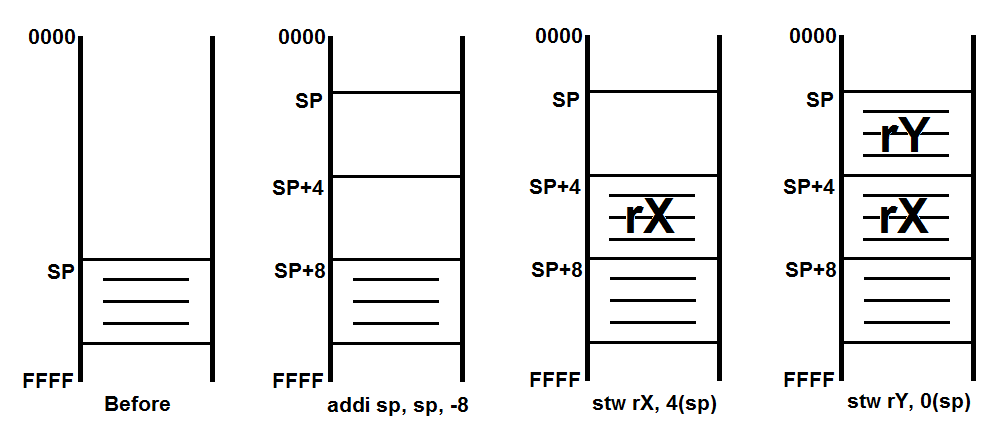 0000 0000 0000 0000
SP SP SP
rY
SP+4 SP+4 SP+4
rX rX
SP SP+8 SP+8 SP+8
FFFF FFFF FFFF FFFF
Before addi sp, sp, -8 stw rX, 4(sp) stw rY, 0(sp)